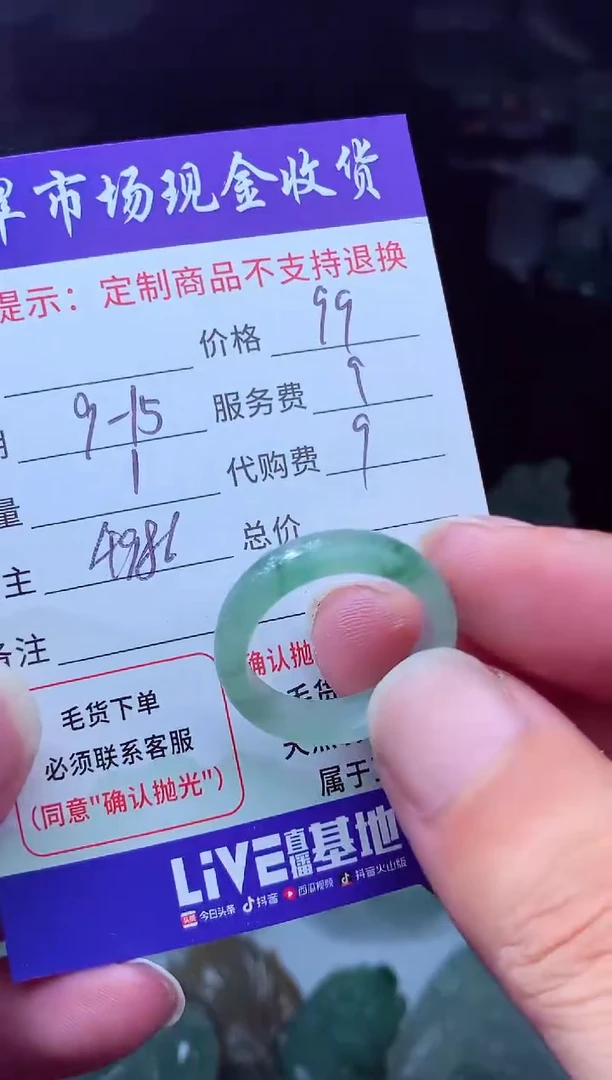 市场现金收货
提示：定制商品不支持退换
价格 99
9-15 服务费 9
量 1 代购费 9
主 总价
备注
毛货下单
必须联系客服
(同意"确认抛光")
确认抛
毛货
属于
LiVE直播基地
头条 今日头条 抖音 西瓜视频 抖音火山版